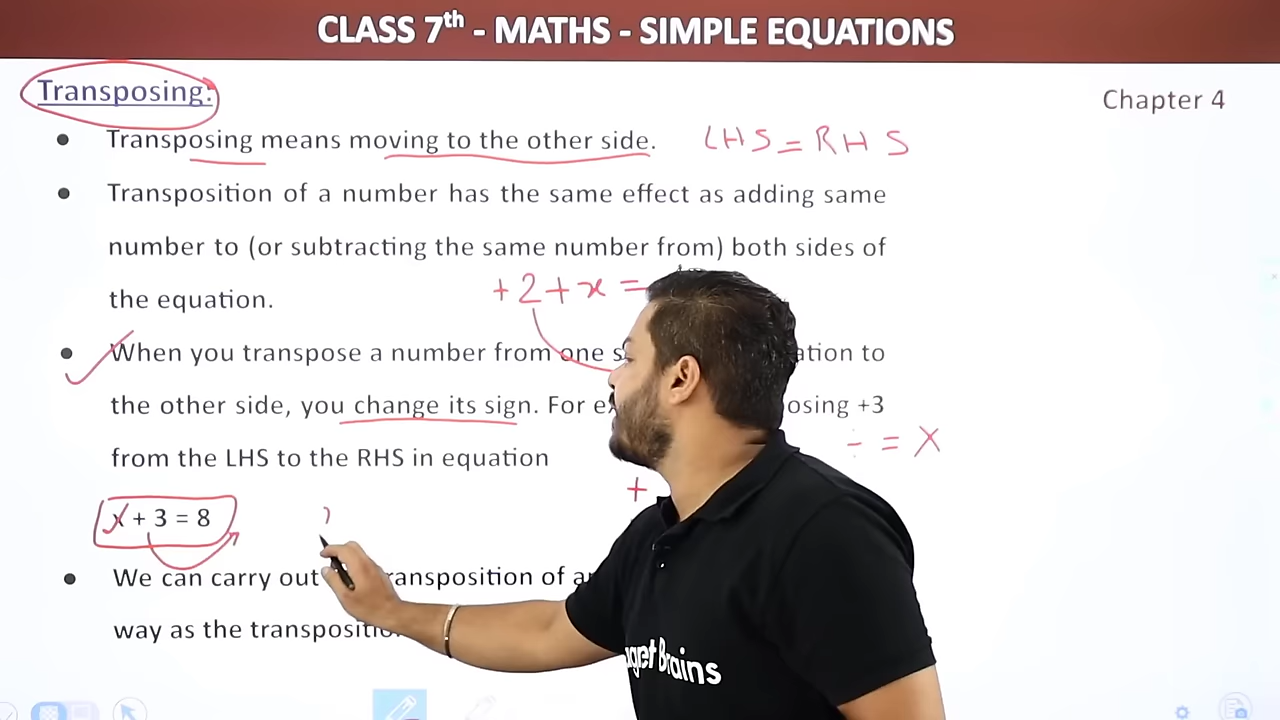 CLASS 7th - MATHS - SIMPLE EQUATIONS
Transposing:
Chapter 4
• Transposing means moving to the other side. LHS = RHS
• Transposition of a number has the same effect as adding same
number to (or subtracting the same number from) both sides of
the equation.
+2+x =
• When you transpose a number from one ation to
the other side, you change its sign. For osing +3
÷ = X
from the LHS to the RHS in equation
+
x + 3 = 8
• We can carry out ransposition of
way as the
Brains